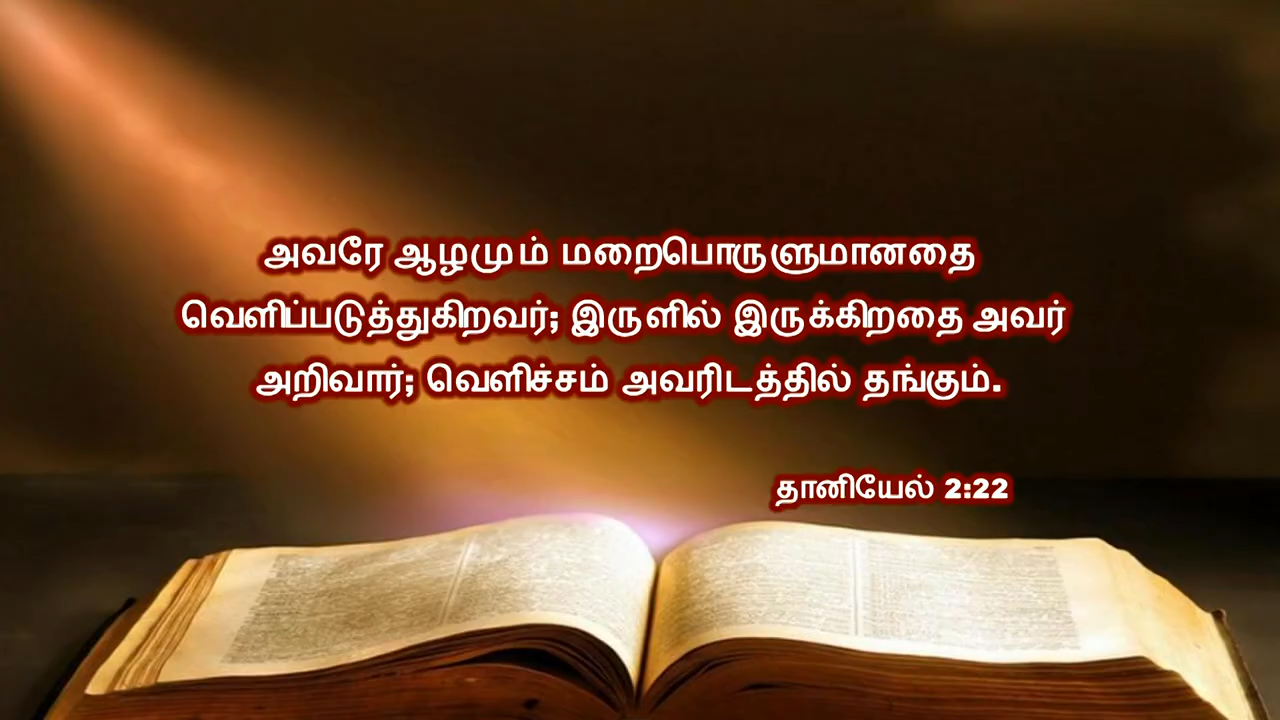 அவரே ஆழமும் மறைபொருளுமானதை
வெளிப்படுத்துகிறவர்; இருளில் இருக்கிறதை அவர்
அறிவார்; வெளிச்சம் அவரிடத்தில் தங்கும்.
தானியேல் 2:22